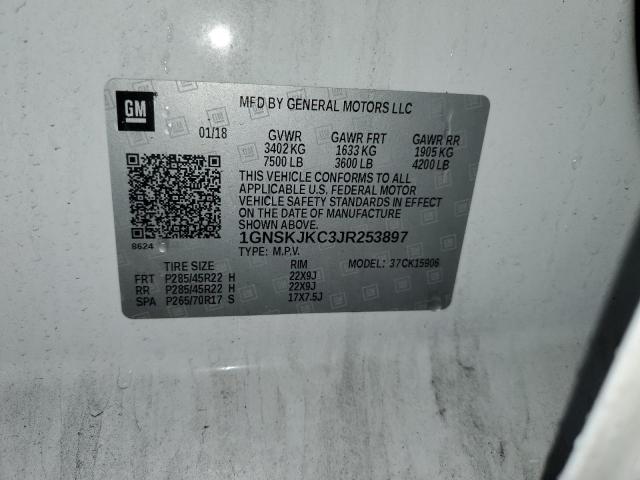 GM
MFD BY GENERAL MOTORS LLC
01/18 GVWR GAWR FRT GAWR RR
3402 KG 1633 KG 1905 KG
7500 LB 3600 LB 4200 LB
THIS VEHICLE CONFORMS TO ALL
APPLICABLE U.S. FEDERAL MOTOR
VEHICLE SAFETY STANDARDS IN EFFECT
ON THE DATE OF MANUFACTURE
SHOWN ABOVE.
8624
1GNSKJKC3JR253897
TYPE: M.P.V. MODEL: 37CK15906
TIRE SIZE RIM
FRT P285/45R22 H 22X9J
RR P285/45R22 H 22X9J
SPA P265/70R17 S 17X7.5J